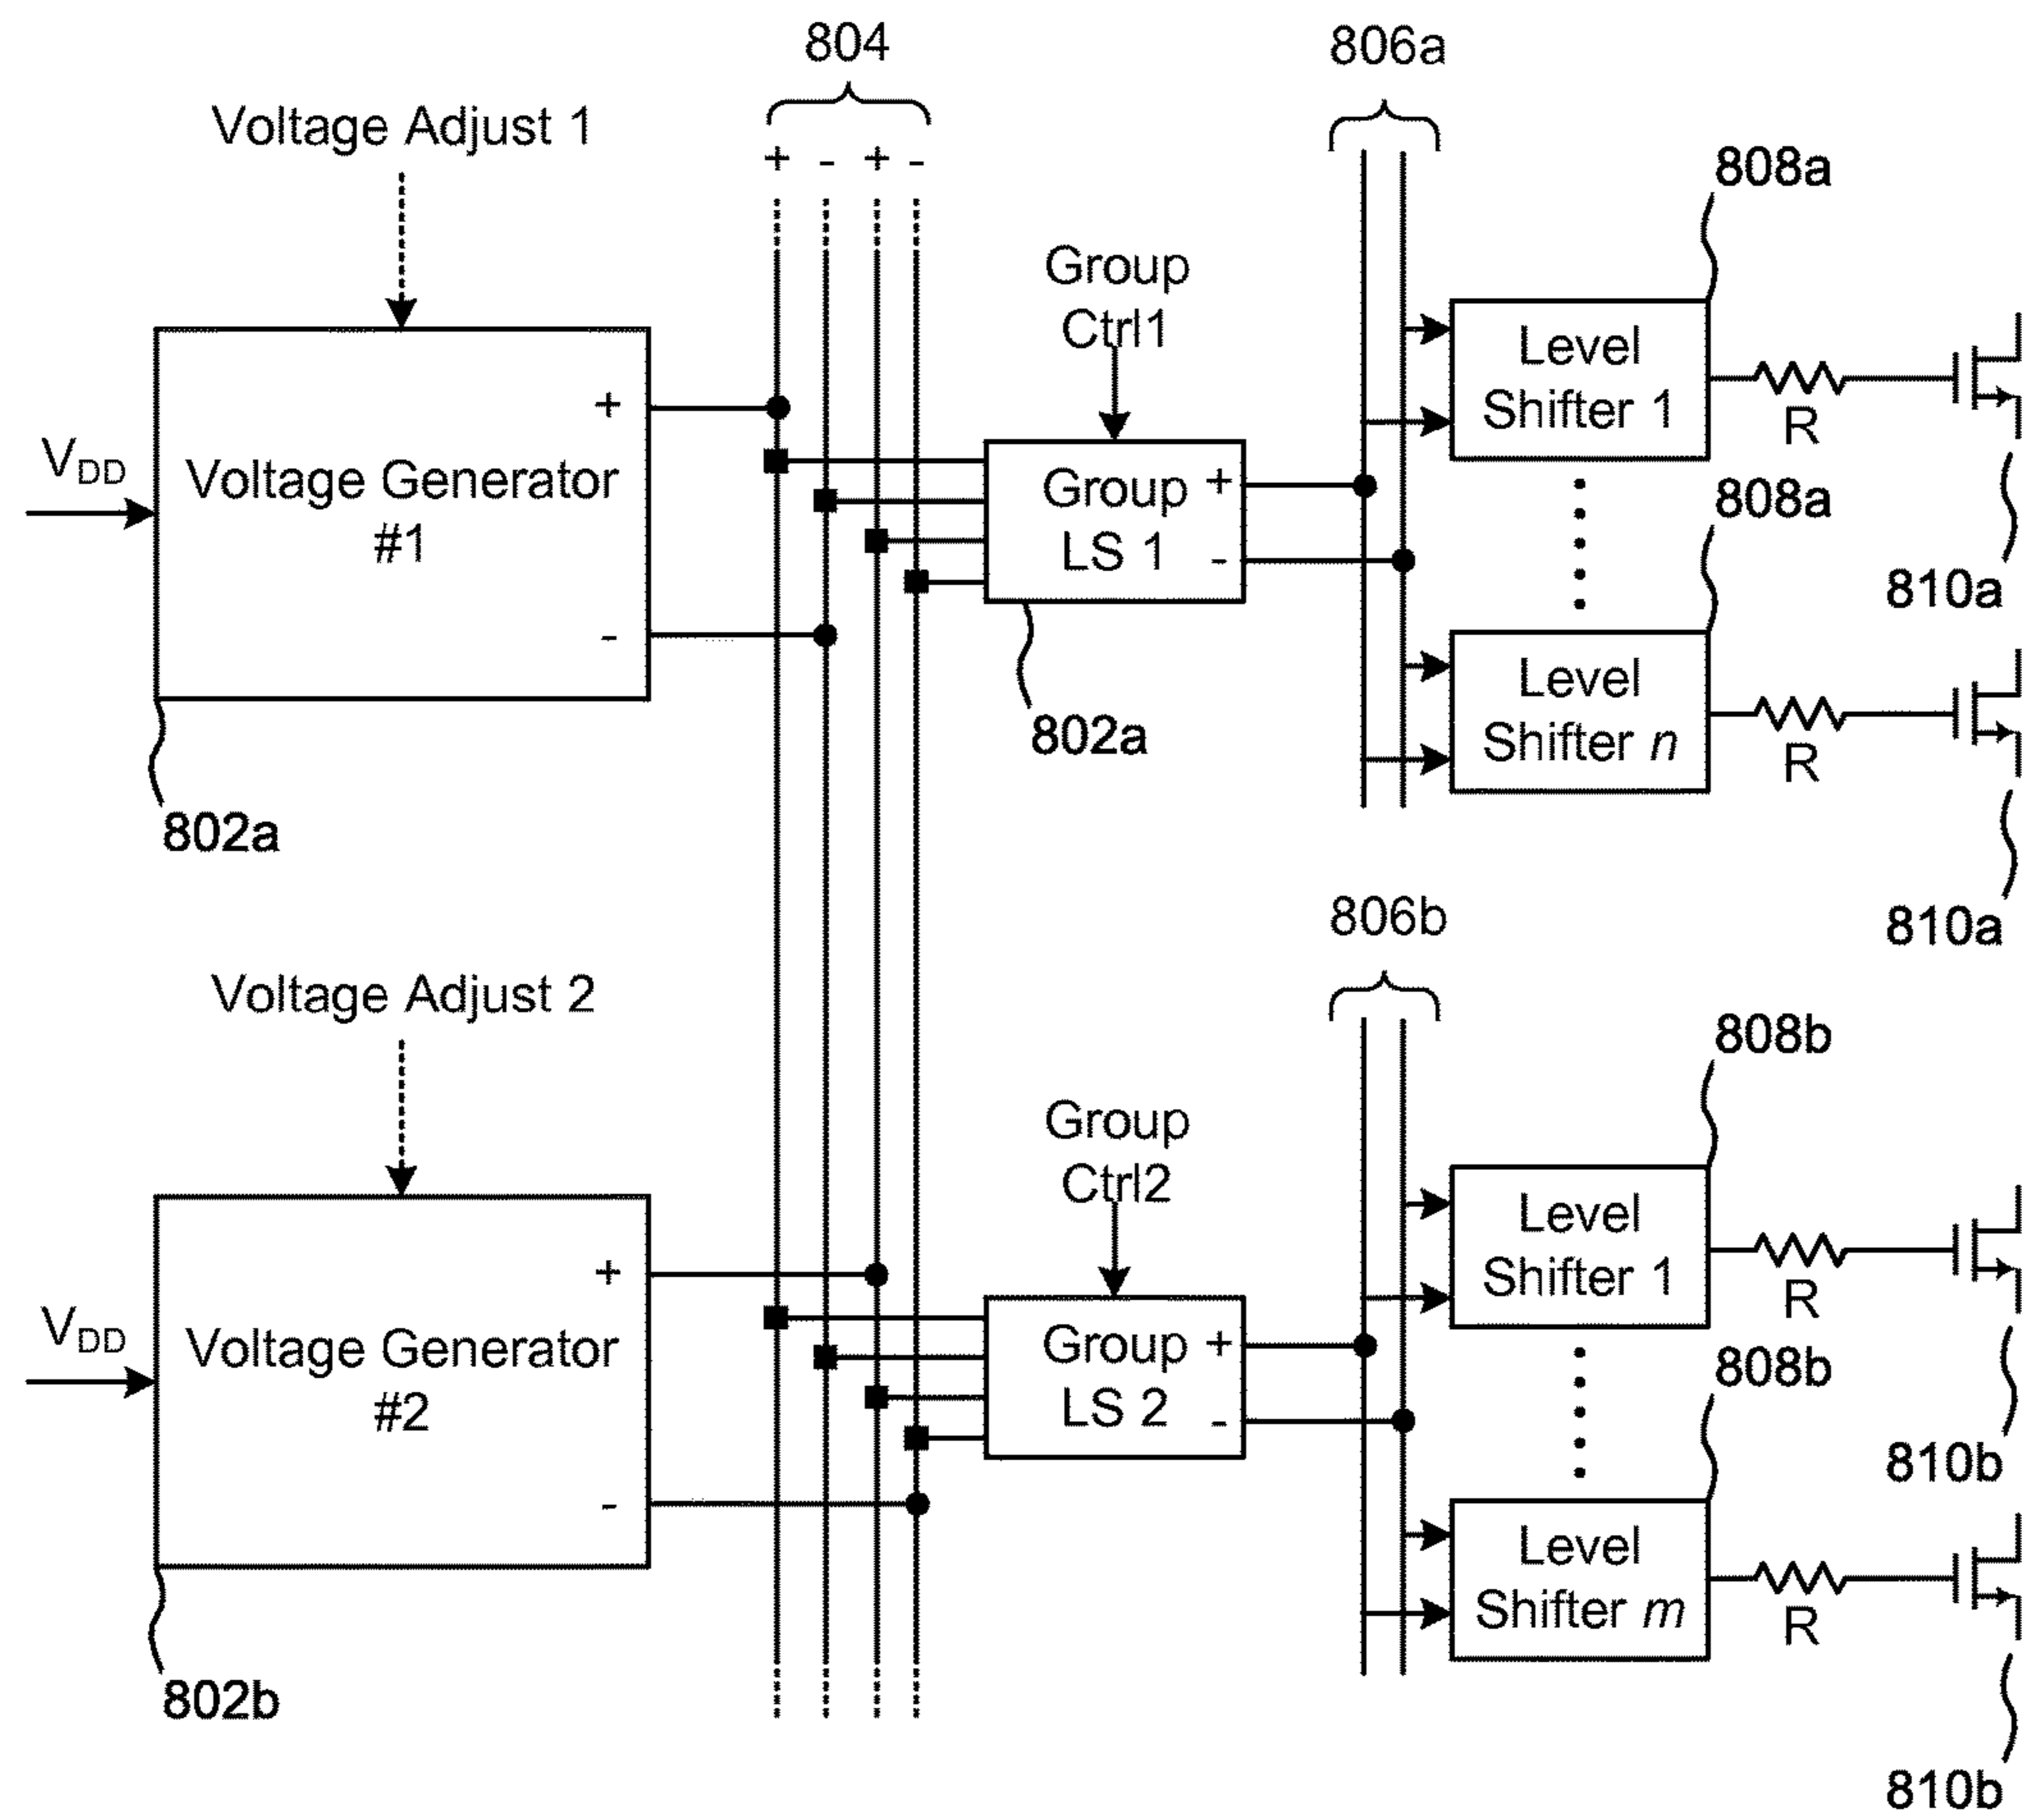 804
806a
Voltage Adjust 1
+ - + -
808a
Group
Ctrl1
Level
Shifter 1
R
+
V_DD
Voltage Generator
#1
-
Group
LS 1
+
-
808a
810a
802a
Level
Shifter n
R
802a
810a
806b
Voltage Adjust 2
808b
Group
Ctrl2
Level
Shifter 1
R
+
V_DD
Voltage Generator
#2
-
Group
LS 2
+
-
808b
810b
Level
Shifter m
R
802b
810b